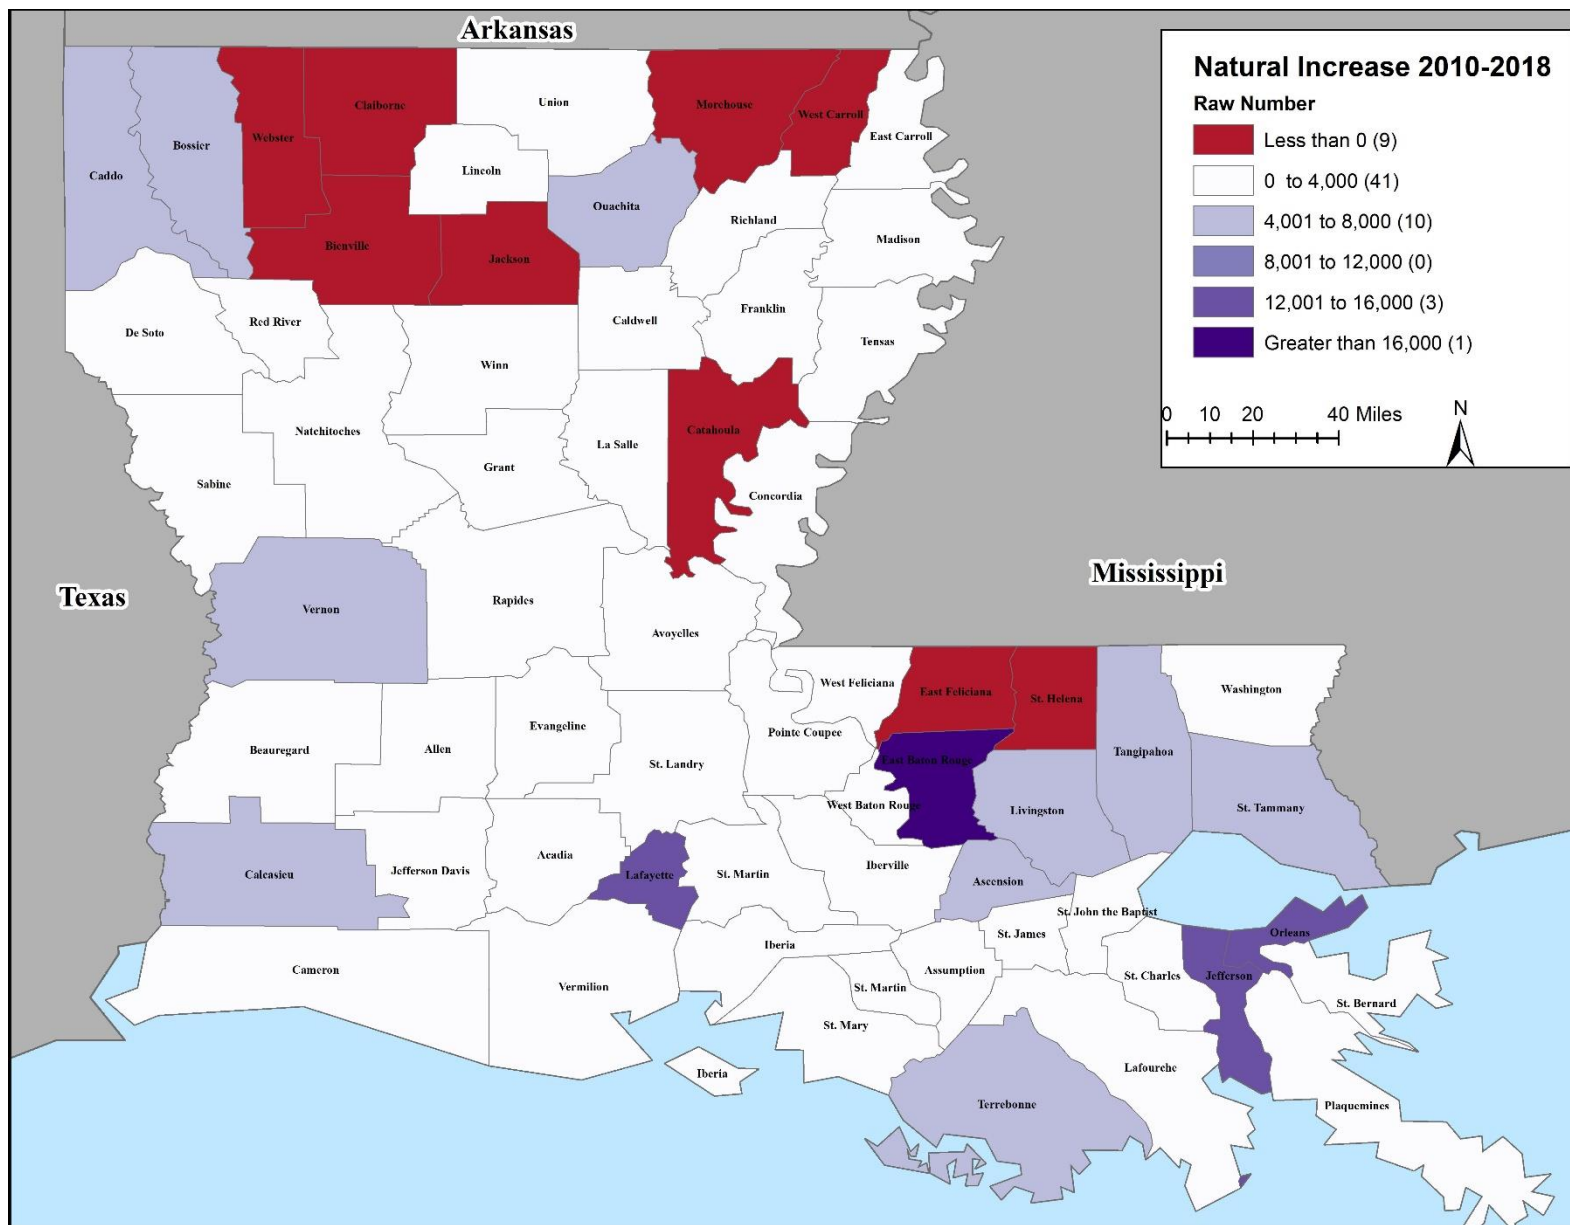 Arkansas
Natural Increase 2010-2018
Raw Number
Less than 0 (9)
0 to 4,000 (41)
4,001 to 8,000 (10)
8,001 to 12,000 (0)
12,001 to 16,000 (3)
Greater than 16,000 (1)
0 10 20 40 Miles
N
Union
Claiborne
Morehouse
West Carroll
East Carroll
Webster
Bossier
Caddo
Lincoln
Ouachita
Richland
Madison
Bienville
Jackson
Franklin
Red River
Caldwell
De Soto
Tensas
Winn
Natchitoches
Catahoula
La Salle
Grant
Sabine
Concordia
Mississippi
Texas
Vernon
Rapides
Avoyelles
West Feliciana
East Feliciana
St. Helena
Washington
Evangeline
Pointe Coupee
Beauregard
Allen
Tangipahoa
East Baton Rouge
St. Landry
West Baton Rouge
Livingston
St. Tammany
Acadia
Iberville
Jefferson Davis
Calcasieu
Lafayette
St. Martin
Ascension
St. John the Baptist
St. James
Orleans
Iberia
Cameron
Assumption
St. Charles
Jefferson
Vermilion
St. Martin
St. Bernard
St. Mary
Iberia
Lafourche
Terrebonne
Plaquemines